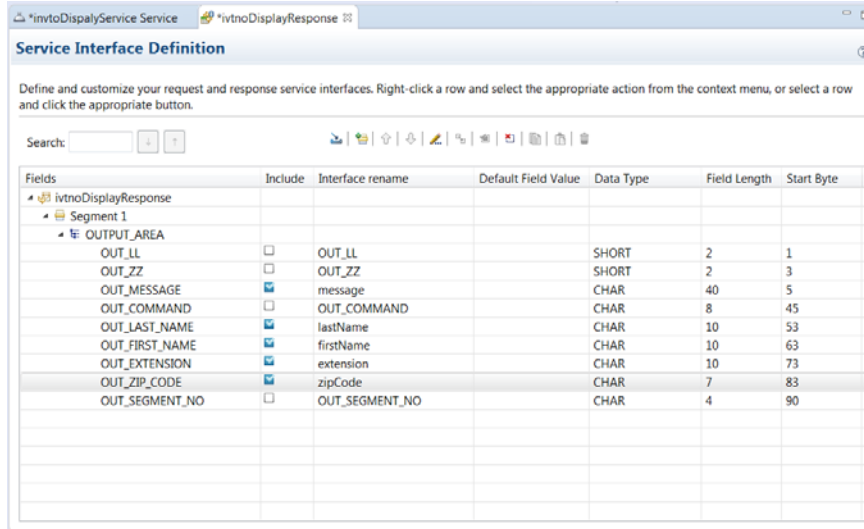 *invtoDispalyService Service *ivtnoDisplayResponse
Service Interface Definition
Define and customize your request and response service interfaces. Right-click a row and select the appropriate action from the context menu, or select a row
and click the appropriate button.
Search:
Fields Include Interface rename Default Field Value Data Type Field Length Start Byte
ivtnoDisplayResponse
Segment 1
OUTPUT_AREA
OUT_LL OUT_LL SHORT 2 1
OUT_ZZ OUT_ZZ SHORT 2 3
OUT_MESSAGE message CHAR 40 5
OUT_COMMAND OUT_COMMAND CHAR 8 45
OUT_LAST_NAME lastName CHAR 10 53
OUT_FIRST_NAME firstName CHAR 10 63
OUT_EXTENSION extension CHAR 10 73
OUT_ZIP_CODE zipCode CHAR 7 83
OUT_SEGMENT_NO OUT_SEGMENT_NO CHAR 4 90